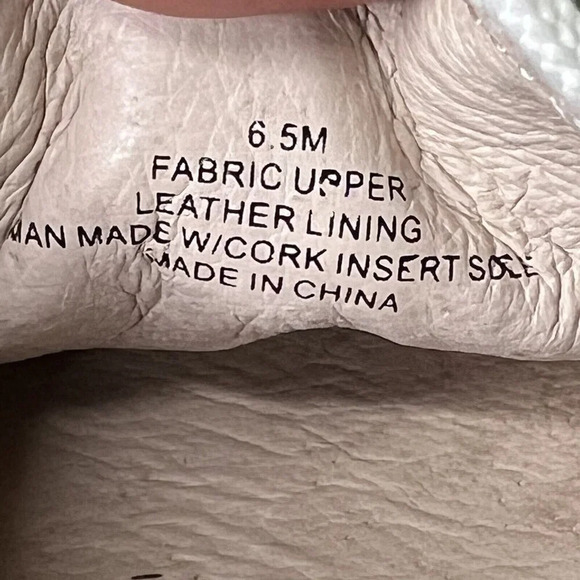 6.5M
FABRIC UPPER
LEATHER LINING
MAN MADE W/CORK INSERT SOLE
MADE IN CHINA